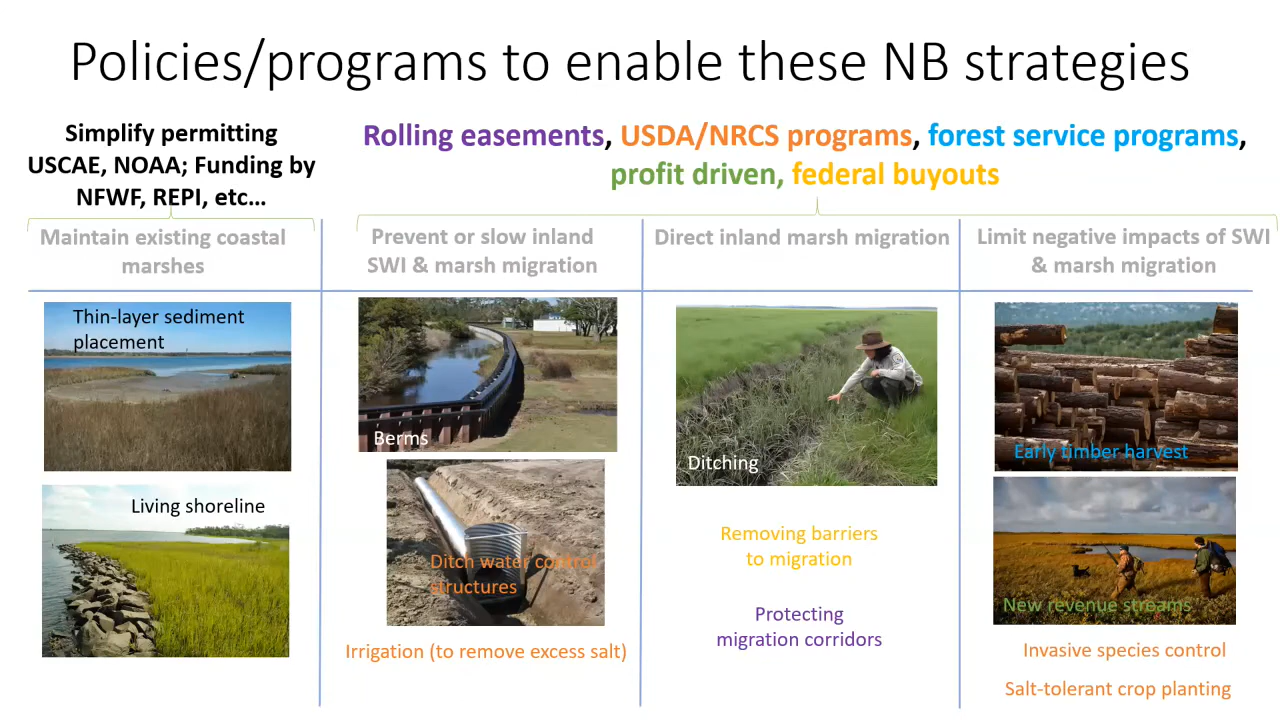 Policies/programs to enable these NB strategies
Simplify permitting
USCAE, NOAA; Funding by
NFWF, REPI, etc…
Rolling easements, USDA/NRCS programs, forest service programs,
profit driven, federal buyouts
Maintain existing coastal
marshes
Prevent or slow inland
SWI & marsh migration
Direct inland marsh migration
Limit negative impacts of SWI
& marsh migration
Thin-layer sediment
placement
Living shoreline
Berms
Ditch water control
structures
Irrigation (to remove excess salt)
Ditching
Removing barriers
to migration
Protecting
migration corridors
Early timber harvest
New revenue streams
Invasive species control
Salt-tolerant crop planting